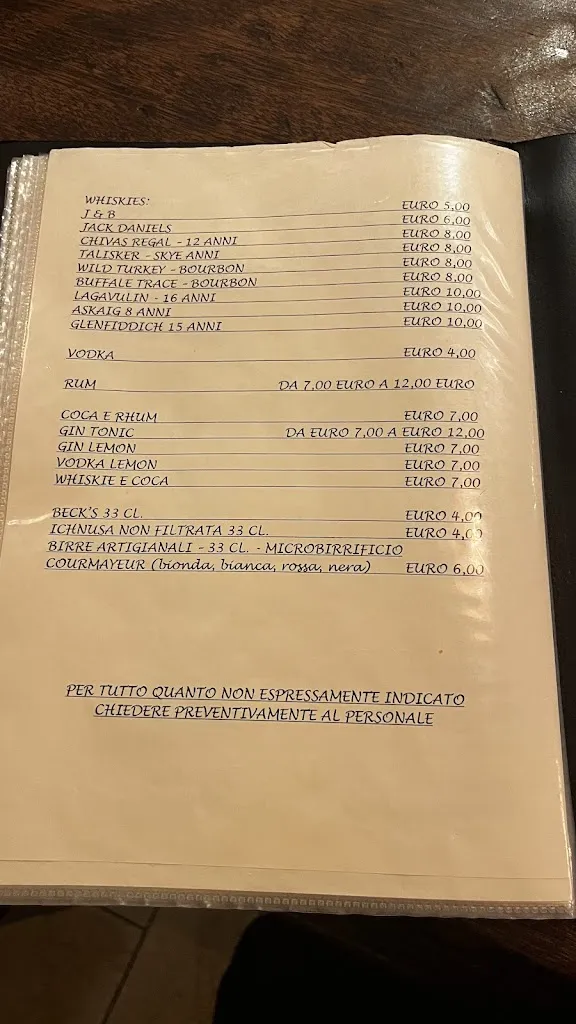 WHISKIES:
J & B EURO 5,00
JACK DANIELS EURO 6,00
CHIVAS REGAL - 12 ANNI EURO 8,00
TALISKER - SKYE ANNI EURO 8,00
WILD TURKEY - BOURBON EURO 8,00
BUFFALE TRACE - BOURBON EURO 8,00
LAGAVULIN - 16 ANNI EURO 10,00
ASKAIG 8 ANNI EURO 10,00
GLENFIDDICH 15 ANNI EURO 10,00
VODKA EURO 4,00
RUM DA 7,00 EURO A 12,00 EURO
COCA E RHUM EURO 7,00
GIN TONIC DA EURO 7,00 A EURO 12,00
GIN LEMON EURO 7,00
VODKA LEMON EURO 7,00
WHISKIE E COCA EURO 7,00
BECK'S 33 CL. EURO 4,00
ICHNUSA NON FILTRATA 33 CL. EURO 4,00
BIRRE ARTIGIANALI - 33 CL. - MICROBIRRIFICIO
COURMAYEUR (bionda, bianca, rossa, nera) EURO 6,00
PER TUTTO QUANTO NON ESPRESSAMENTE INDICATO
CHIEDERE PREVENTIVAMENTE AL PERSONALE